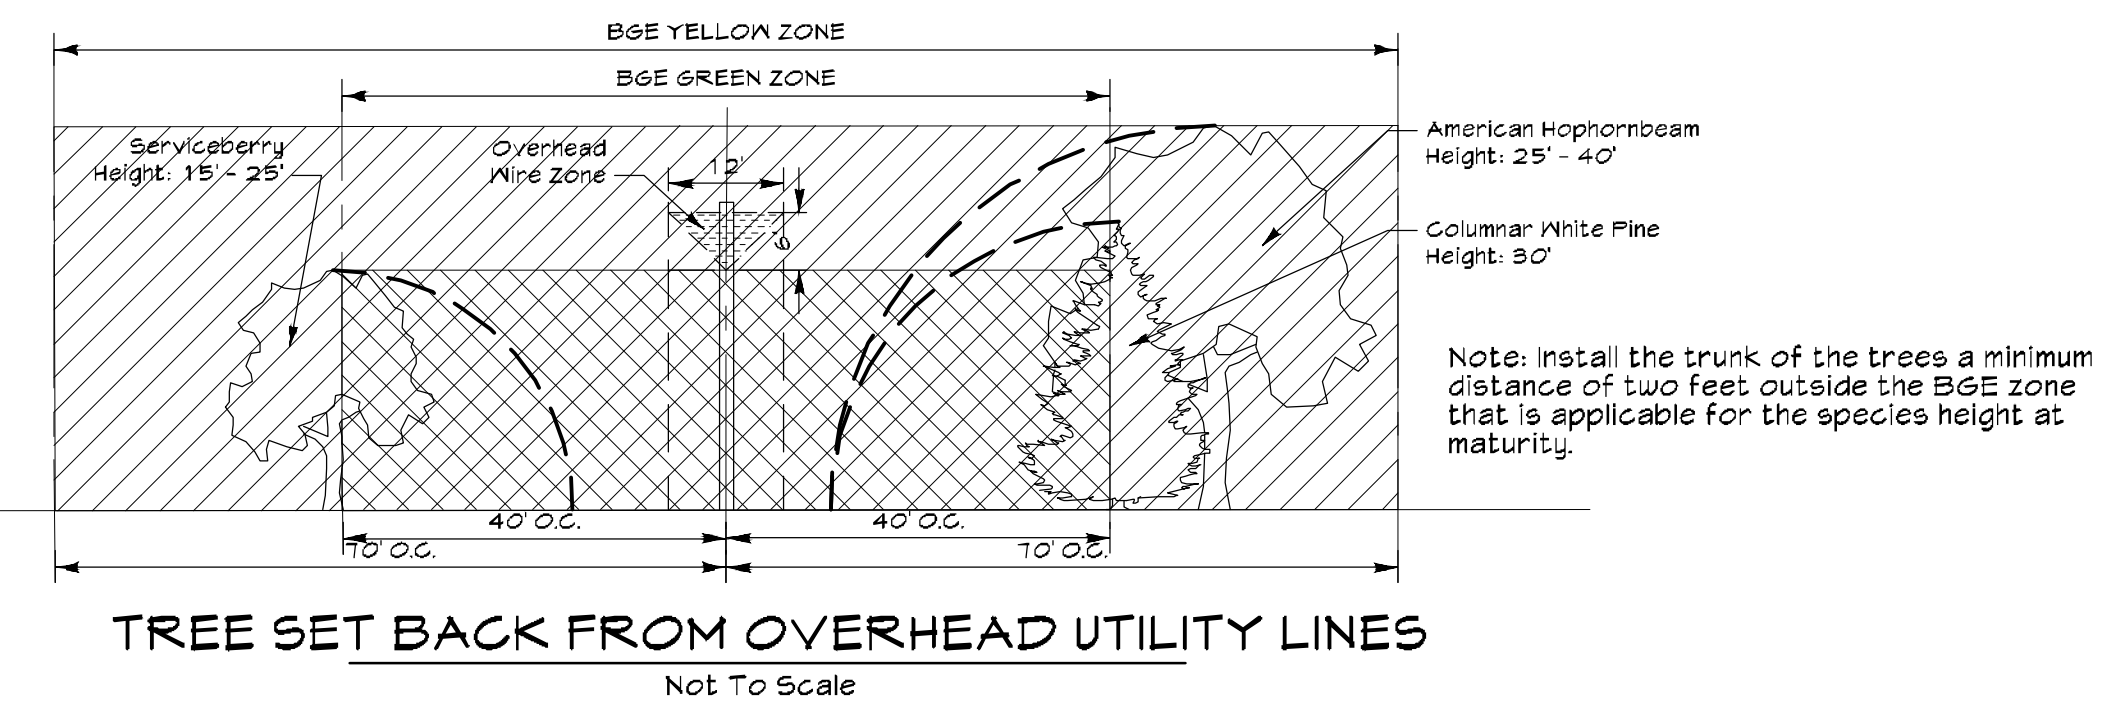 BGE YELLOW ZONE
BGE GREEN ZONE
Serviceberry
Height: 15' - 25'
Overhead
Wire Zone
12'
6'
American Hophornbeam
Height: 25' - 40'
Columnar White Pine
Height: 30'
Note: Install the trunk of the trees a minimum
distance of two feet outside the BGE zone
that is applicable for the species height at
maturity.
40' O.C.
40' O.C.
70' O.C.
70' O.C.
TREE SET BACK FROM OVERHEAD UTILITY LINES
Not To Scale